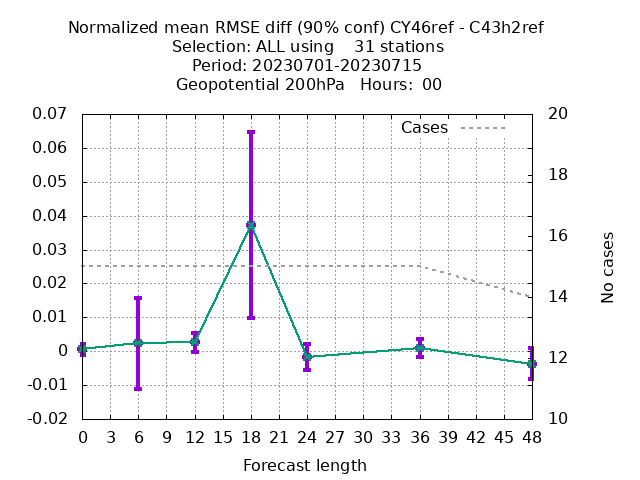 Normalized mean RMSE diff (90% conf) CY46ref - C43h2ref
Selection: ALL using    31 stations
Period: 20230701-20230715
Geopotential 200hPa   Hours:  00
0.07
0.06
0.05
0.04
0.03
0.02
0.01
0
-0.01
-0.02
Cases
20
18
16
14
12
10
No cases
0 3 6 9 12 15 18 21 24 27 30 33 36 39 42 45 48
Forecast length